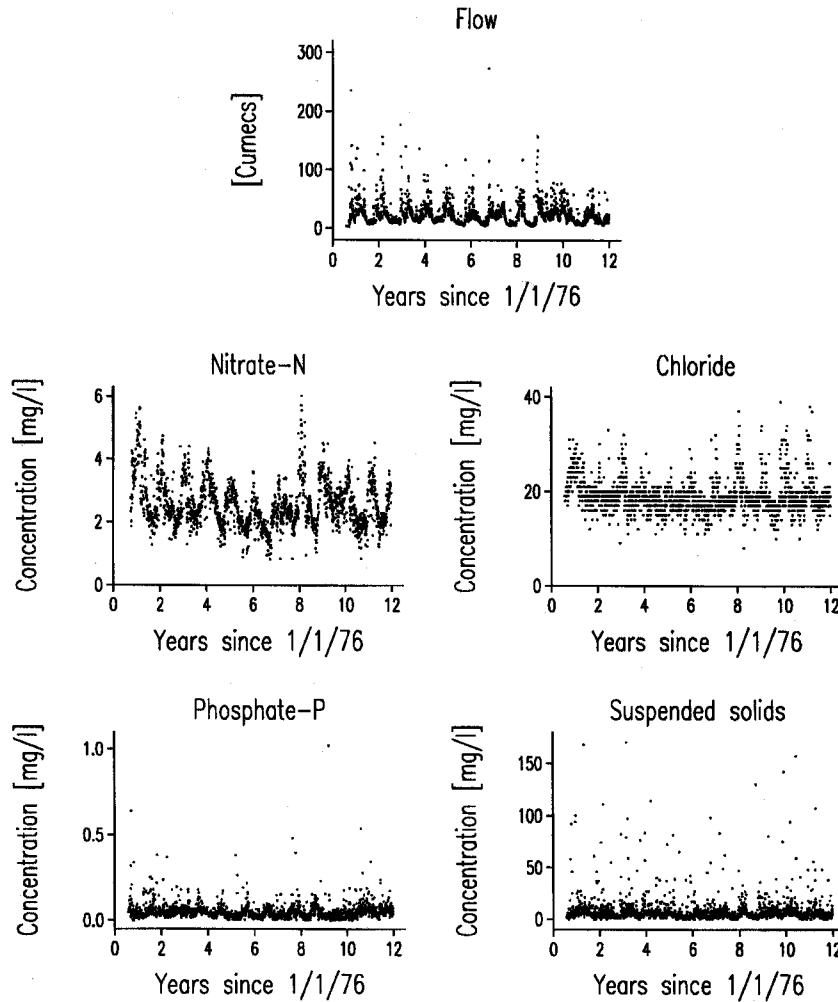 Flow
[Cumecs]
300
200
100
0
0 2 4 6 8 10 12
Years since 1/1/76
Nitrate-N
Concentration [mg/l]
6
4
2
0
0 2 4 6 8 10 12
Years since 1/1/76
Chloride
Concentration [mg/l]
40
20
0
0 2 4 6 8 10 12
Years since 1/1/76
Phosphate-P
Concentration [mg/l]
1.0
0.5
0.0
0 2 4 6 8 10 12
Years since 1/1/76
Suspended solids
Concentration [mg/l]
150
100
50
0
0 2 4 6 8 10 12
Years since 1/1/76